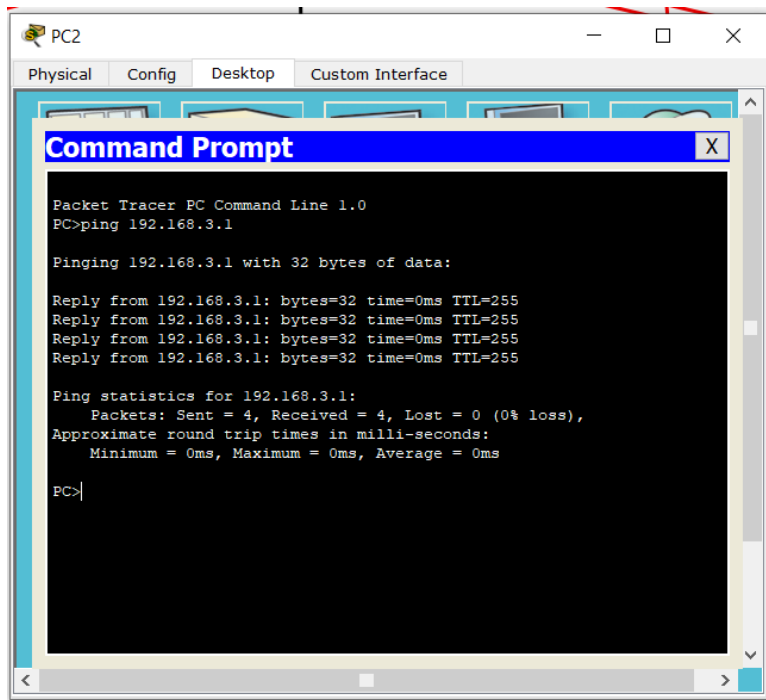 PC2
Physical Config Desktop Custom Interface
Command Prompt
X
Packet Tracer PC Command Line 1.0
PC>ping 192.168.3.1
Pinging 192.168.3.1 with 32 bytes of data:
Reply from 192.168.3.1: bytes=32 time=0ms TTL=255
Reply from 192.168.3.1: bytes=32 time=0ms TTL=255
Reply from 192.168.3.1: bytes=32 time=0ms TTL=255
Reply from 192.168.3.1: bytes=32 time=0ms TTL=255
Ping statistics for 192.168.3.1:
Packets: Sent = 4, Received = 4, Lost = 0 (0% loss),
Approximate round trip times in milli-seconds:
Minimum = 0ms, Maximum = 0ms, Average = 0ms
PC>